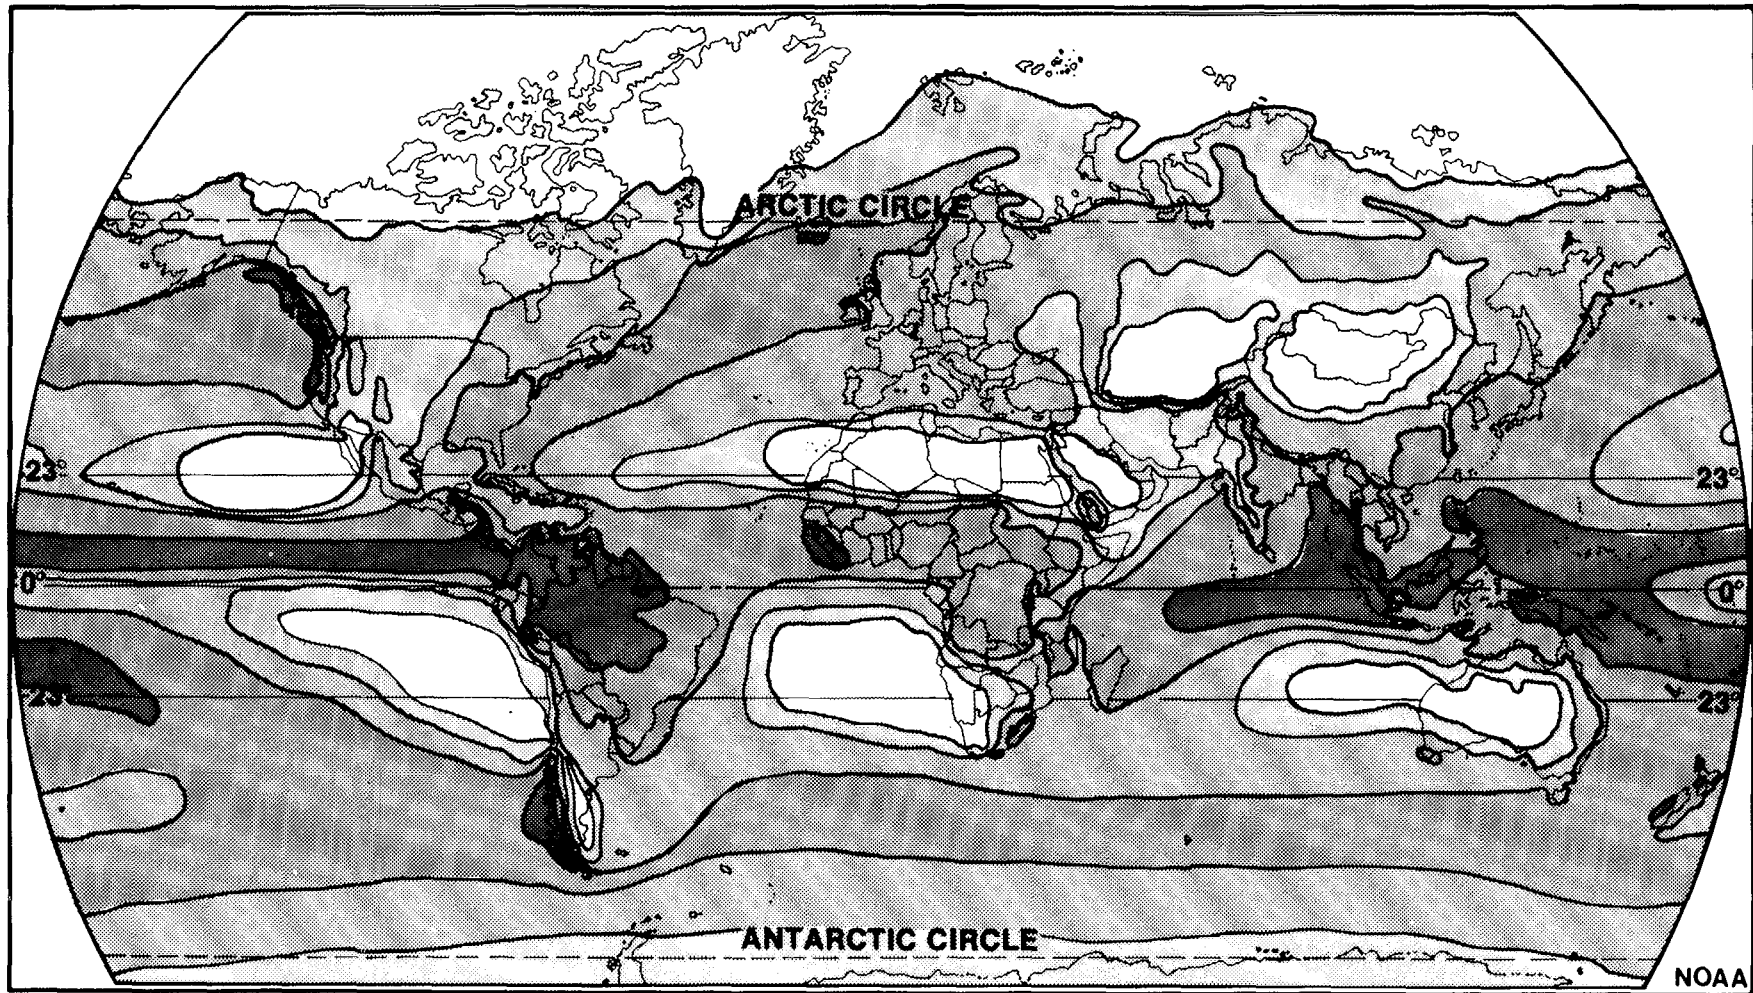 ARCTIC CIRCLE
23° 23°
0° 0°
23° 23°
ANTARCTIC CIRCLE
NOAA